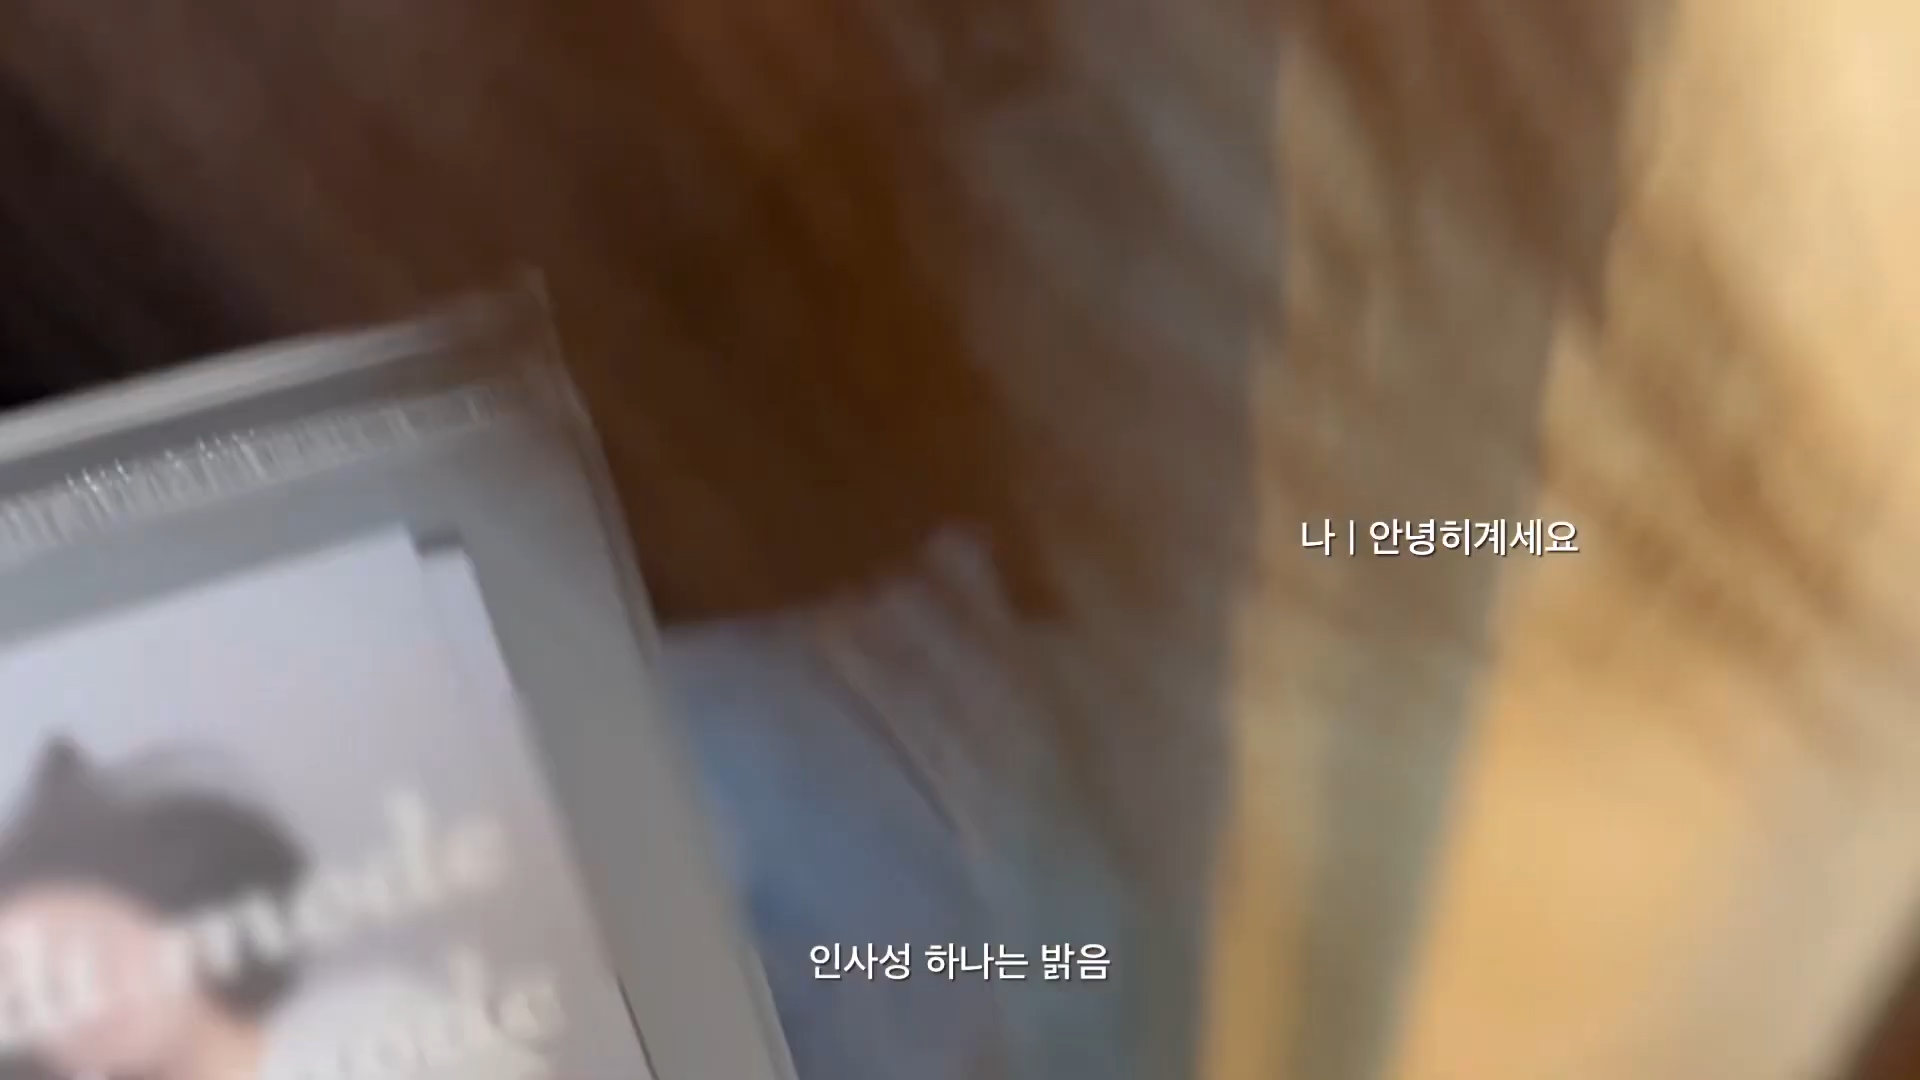 나 | 안녕히계세요
인사성 하나는 밝음